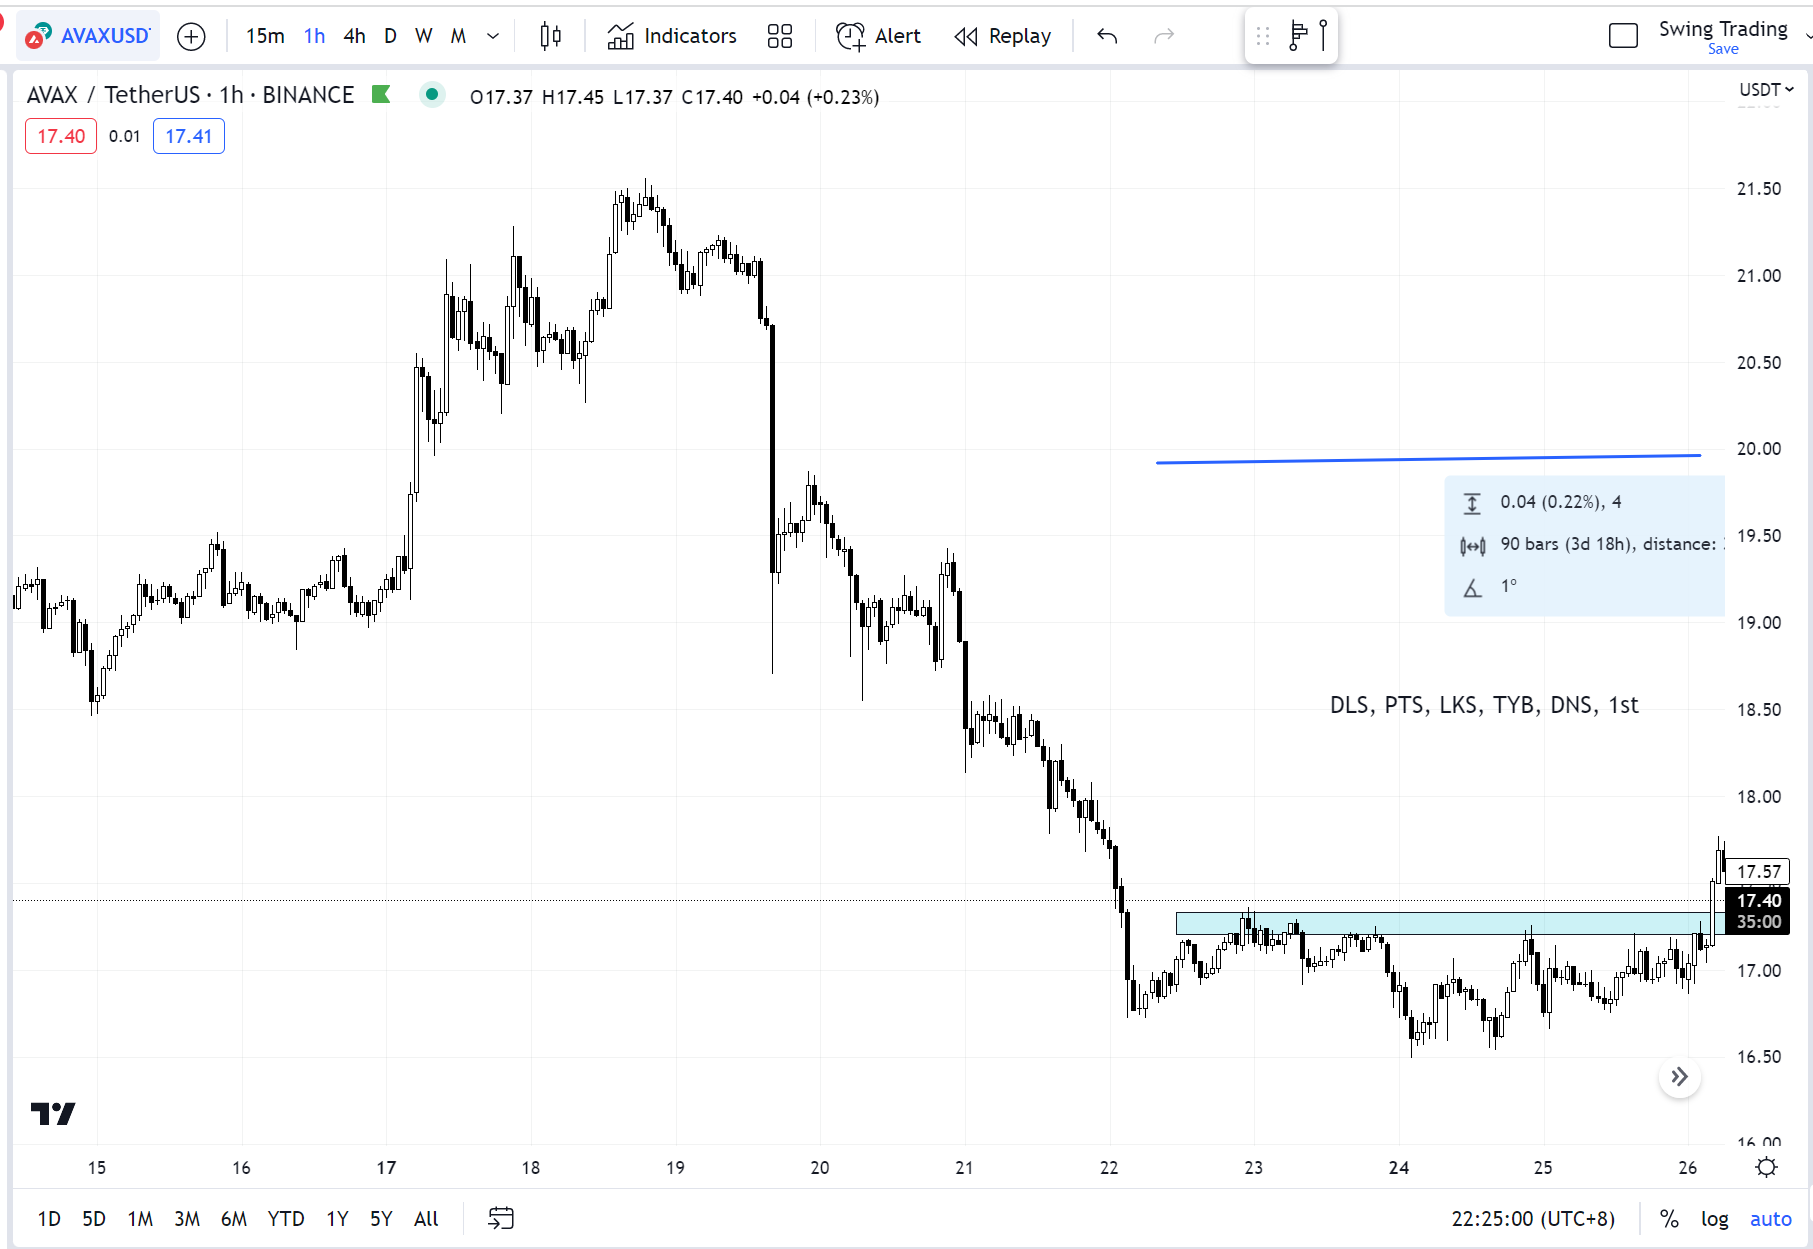 AVAXUSDT 15m 1h 4h D W M Indicators Alert Replay Swing Trading
Save
AVAX / TetherUS · 1h · BINANCE O17.37 H17.45 L17.37 C17.40 +0.04 (+0.23%)
USDT
17.40 0.01 17.41
21.50
21.00
20.50
20.00
0.04 (0.22%), 4
19.50
90 bars (3d 18h), distance:
1°
19.00
DLS, PTS, LKS, TYB, DNS, 1st
18.50
18.00
17.57
17.40
35:00
17.00
16.50
16.00
15 16 17 18 19 20 21 22 23 24 25 26
1D 5D 1M 3M 6M YTD 1Y 5Y All 22:25:00 (UTC+8) % log auto